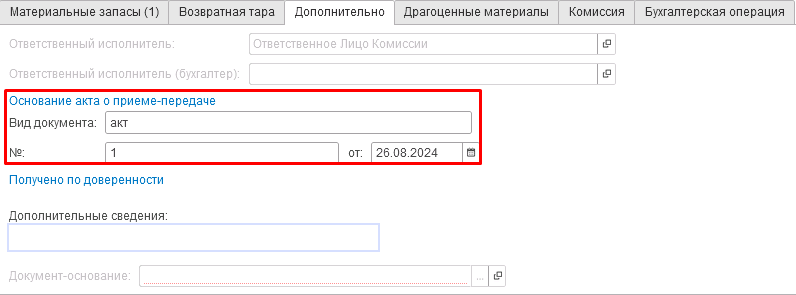 Материальные запасы (1) Возвратная тара Дополнительно Драгоценные материалы Комиссия Бухгалтерская операция
Ответственный исполнитель: Ответственное Лицо Комиссии
Ответственный исполнитель (бухгалтер):
Основание акта о приеме-передаче
Вид документа: акт
№: 1 от: 26.08.2024
Получено по доверенности
Дополнительные сведения:
Документ-основание: ...